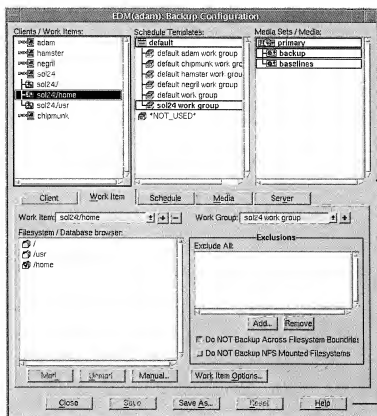 EDM(adam): Backup Configuration
Clients / Work Items:
adam
hamster
negril
sol24
sol24:/
sol24:/home
sol24:/usr
chipmunk
Schedule Templates:
default
default adam work group
default chipmunk work grc
default hamster work gro
default negril work group
default work group
sol24 work group
*NOT_USED*
Media Sets / Media:
primary
backup
baselines
Client
Work Item
Schedule
Media
Server
Work Item: sol24:/home
Work Group: sol24 work group
Filesystem / Database browser:
/
/usr
/home
Exclusions
Exclude All:
Add...
Remove
Do NOT Backup Across Filesystem Boundries
Do NOT Backup NFS Mounted Filesystems
Mark
Unmark
Manual...
Work Item Options...
Close
Save
Save As...
Reset
Help